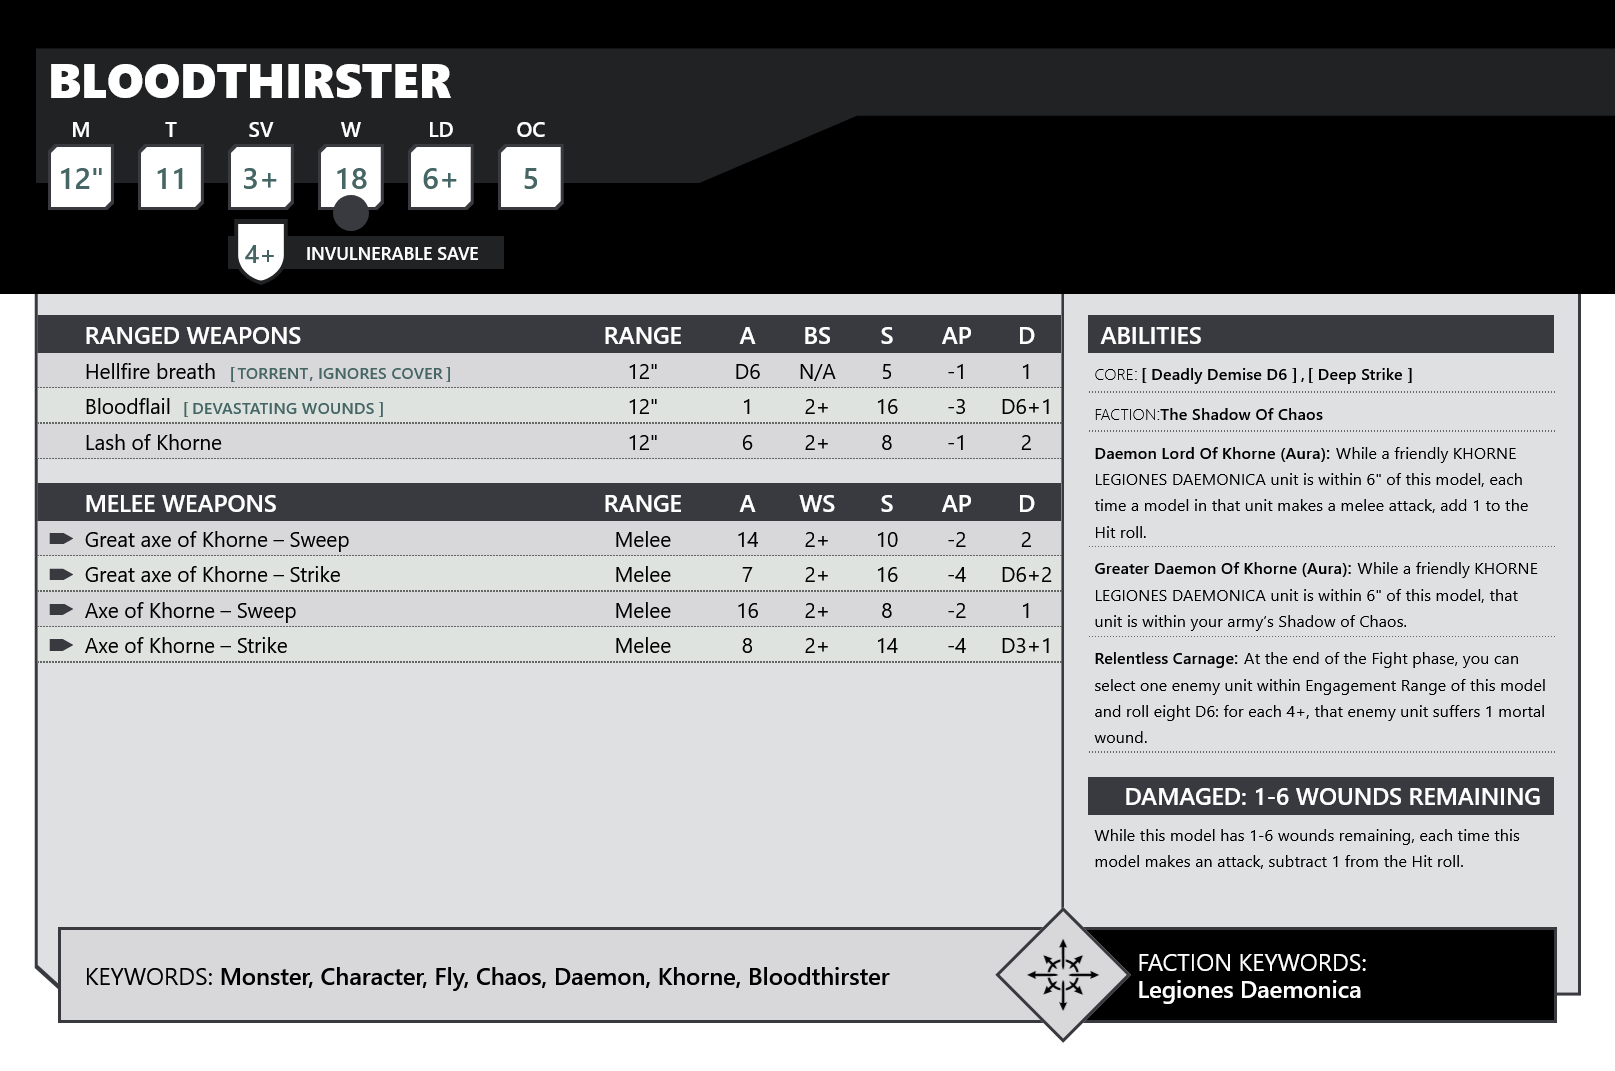 BLOODTHIRSTER
M T SV W LD OC
12" 11 3+ 18 6+ 5
4+ INVULNERABLE SAVE
RANGED WEAPONS RANGE A BS S AP D
Hellfire breath [ TORRENT, IGNORES COVER ] 12" D6 N/A 5 -1 1
Bloodflail [ DEVASTATING WOUNDS ] 12" 1 2+ 16 -3 D6+1
Lash of Khorne 12" 6 2+ 8 -1 2
MELEE WEAPONS RANGE A WS S AP D
Great axe of Khorne – Sweep Melee 14 2+ 10 -2 2
Great axe of Khorne – Strike Melee 7 2+ 16 -4 D6+2
Axe of Khorne – Sweep Melee 16 2+ 8 -2 1
Axe of Khorne – Strike Melee 8 2+ 14 -4 D3+1
ABILITIES
CORE: [ Deadly Demise D6 ] , [ Deep Strike ]
FACTION:The Shadow Of Chaos
Daemon Lord Of Khorne (Aura): While a friendly KHORNE
LEGIONES DAEMONICA unit is within 6" of this model, each
time a model in that unit makes a melee attack, add 1 to the
Hit roll.
Greater Daemon Of Khorne (Aura): While a friendly KHORNE
LEGIONES DAEMONICA unit is within 6" of this model, that
unit is within your army’s Shadow of Chaos.
Relentless Carnage: At the end of the Fight phase, you can
select one enemy unit within Engagement Range of this model
and roll eight D6: for each 4+, that enemy unit suffers 1 mortal
wound.
DAMAGED: 1-6 WOUNDS REMAINING
While this model has 1-6 wounds remaining, each time this
model makes an attack, subtract 1 from the Hit roll.
KEYWORDS: Monster, Character, Fly, Chaos, Daemon, Khorne, Bloodthirster
FACTION KEYWORDS:
Legiones Daemonica